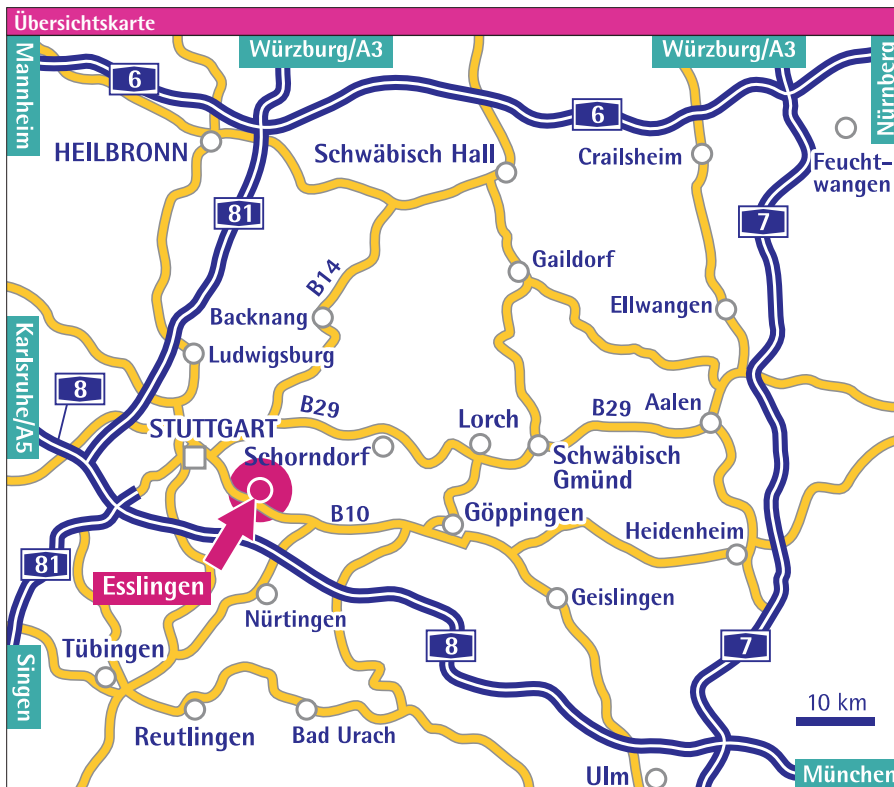 Übersichtskarte
Mannheim
Würzburg/A3
Würzburg/A3
Nürnberg
6
6
HEILBRONN
Schwäbisch Hall
Crailsheim
Feucht-
wangen
81
7
B14
Gaildorf
Ellwangen
Backnang
Ludwigsburg
Karlsruhe/A5
8
B29
STUTTGART
Schorndorf
Lorch
B29
Aalen
Schwäbisch
Gmünd
B10
Göppingen
Heidenheim
81
Esslingen
Nürtingen
Geislingen
Tübingen
8
7
Singen
Reutlingen
Bad Urach
10 km
Ulm
München